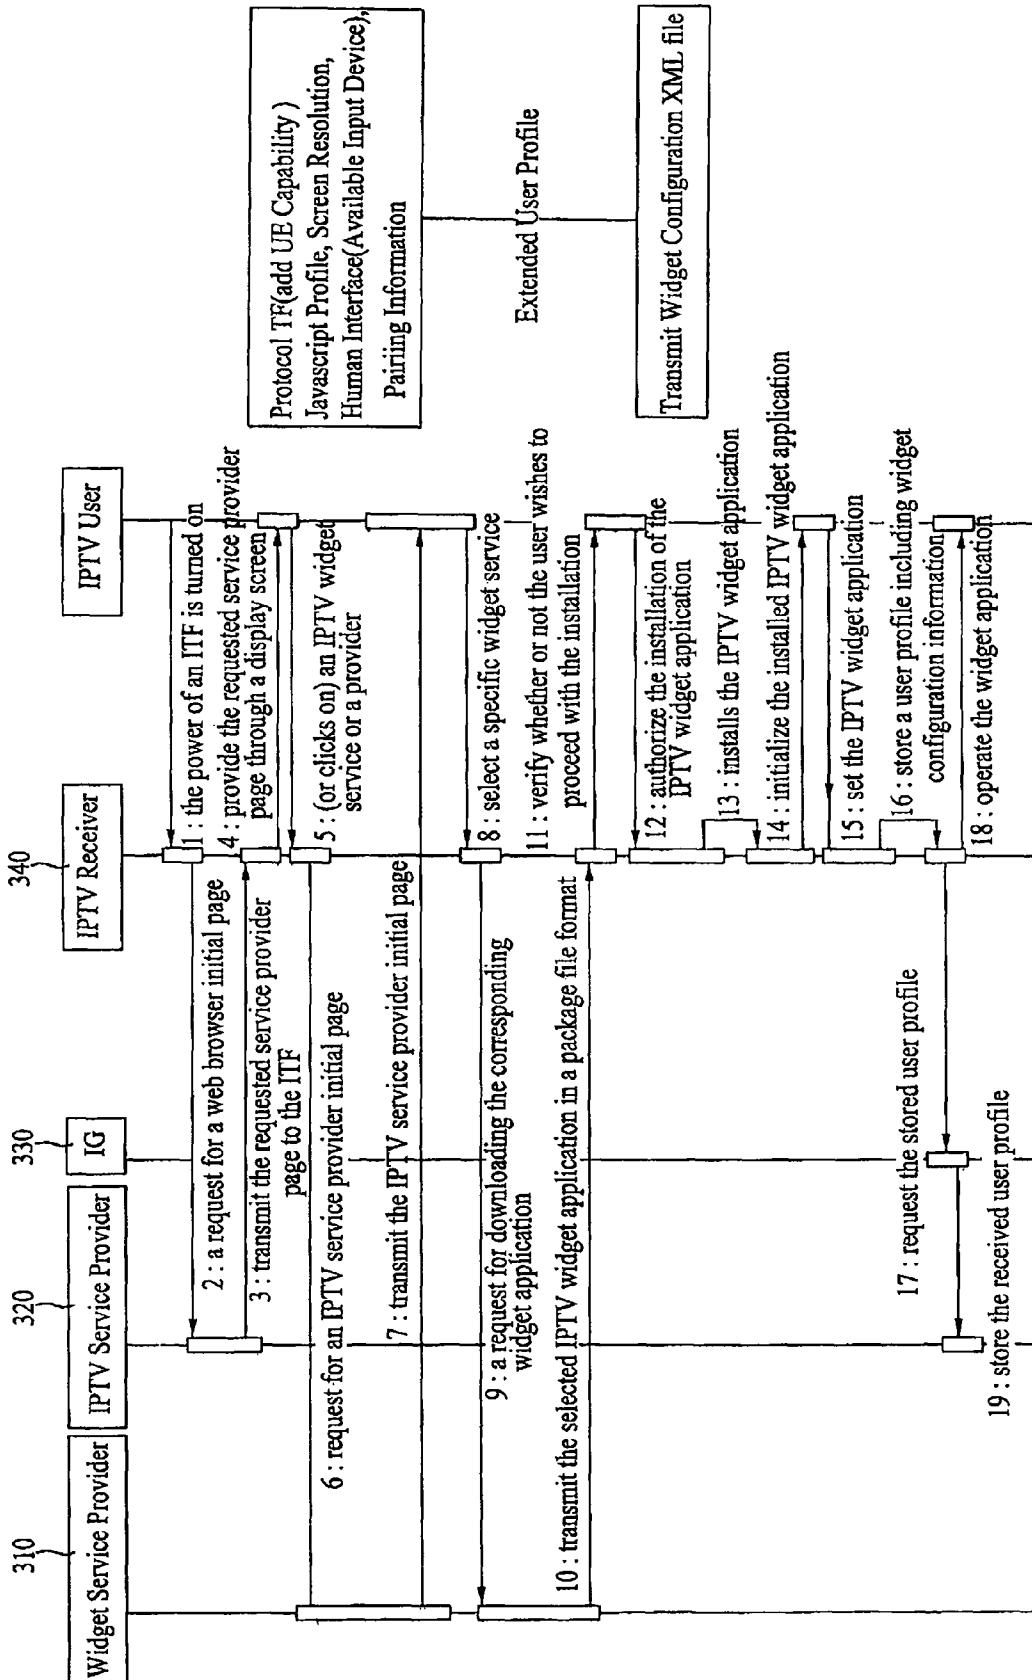 310
Widget Service Provider
320
IPTV Service Provider
330
IG
340
IPTV Receiver
IPTV User
1 : the power of an ITF is turned on
2 : a request for a web browser initial page
3 : transmit the requested service provider
page to the ITF
4 : provide the requested service provider
page through a display screen
5 : (or clicks on) an IPTV widget
service or a provider
6 : request for an IPTV service provider initial page
7 : transmit the IPTV service provider initial page
8 : select a specific widget service
9 : a request for downloading the corresponding
widget application
10 : transmit the selected IPTV widget application in a package file format
11 : verify whether or not the user wishes to
proceed with the installation
12 : authorize the installation of the
IPTV widget application
13 : installs the IPTV widget application
14 : initialize the installed IPTV widget application
15 : set the IPTV widget application
16 : store a user profile including widget
configuration information
17 : request the stored user profile
18 : operate the widget application
19 : store the received user profile
Protocol TF(add UE Capability )
Javascript Profile, Screen Resolution,
Human Interface(Available Input Device),
Pairiing Information
Extended User Profile
Transmit Widget Configuration XML file